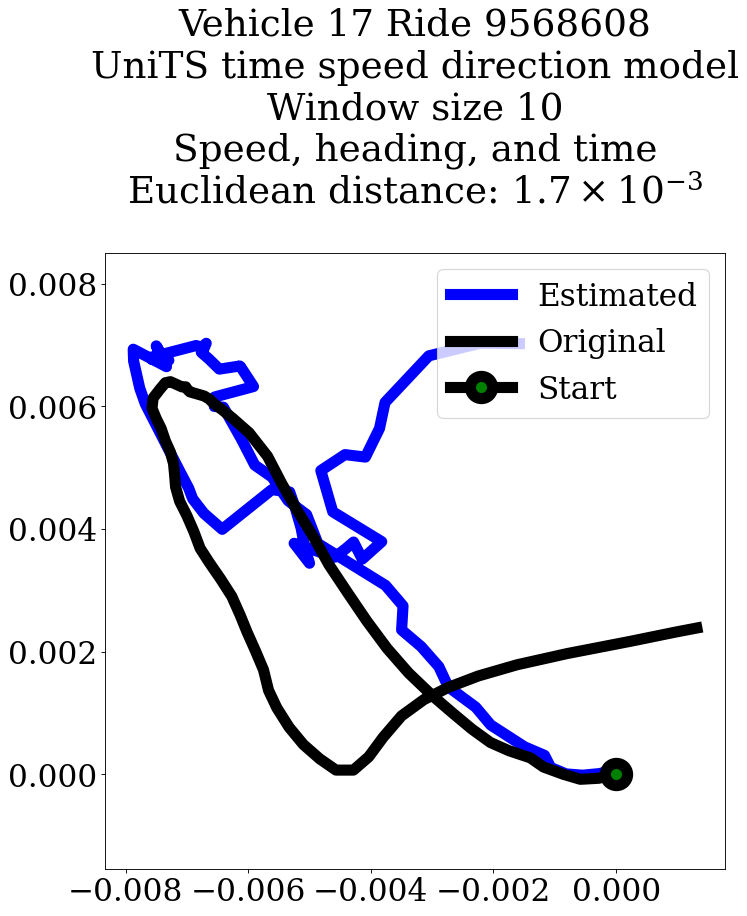 Vehicle 17 Ride 9568608
UniTS time speed direction model
Window size 10
Speed, heading, and time
Euclidean distance: 1.7 × 10⁻³
Estimated
Original
Start
0.008
0.006
0.004
0.002
0.000
−0.008 −0.006 −0.004 −0.002 0.000